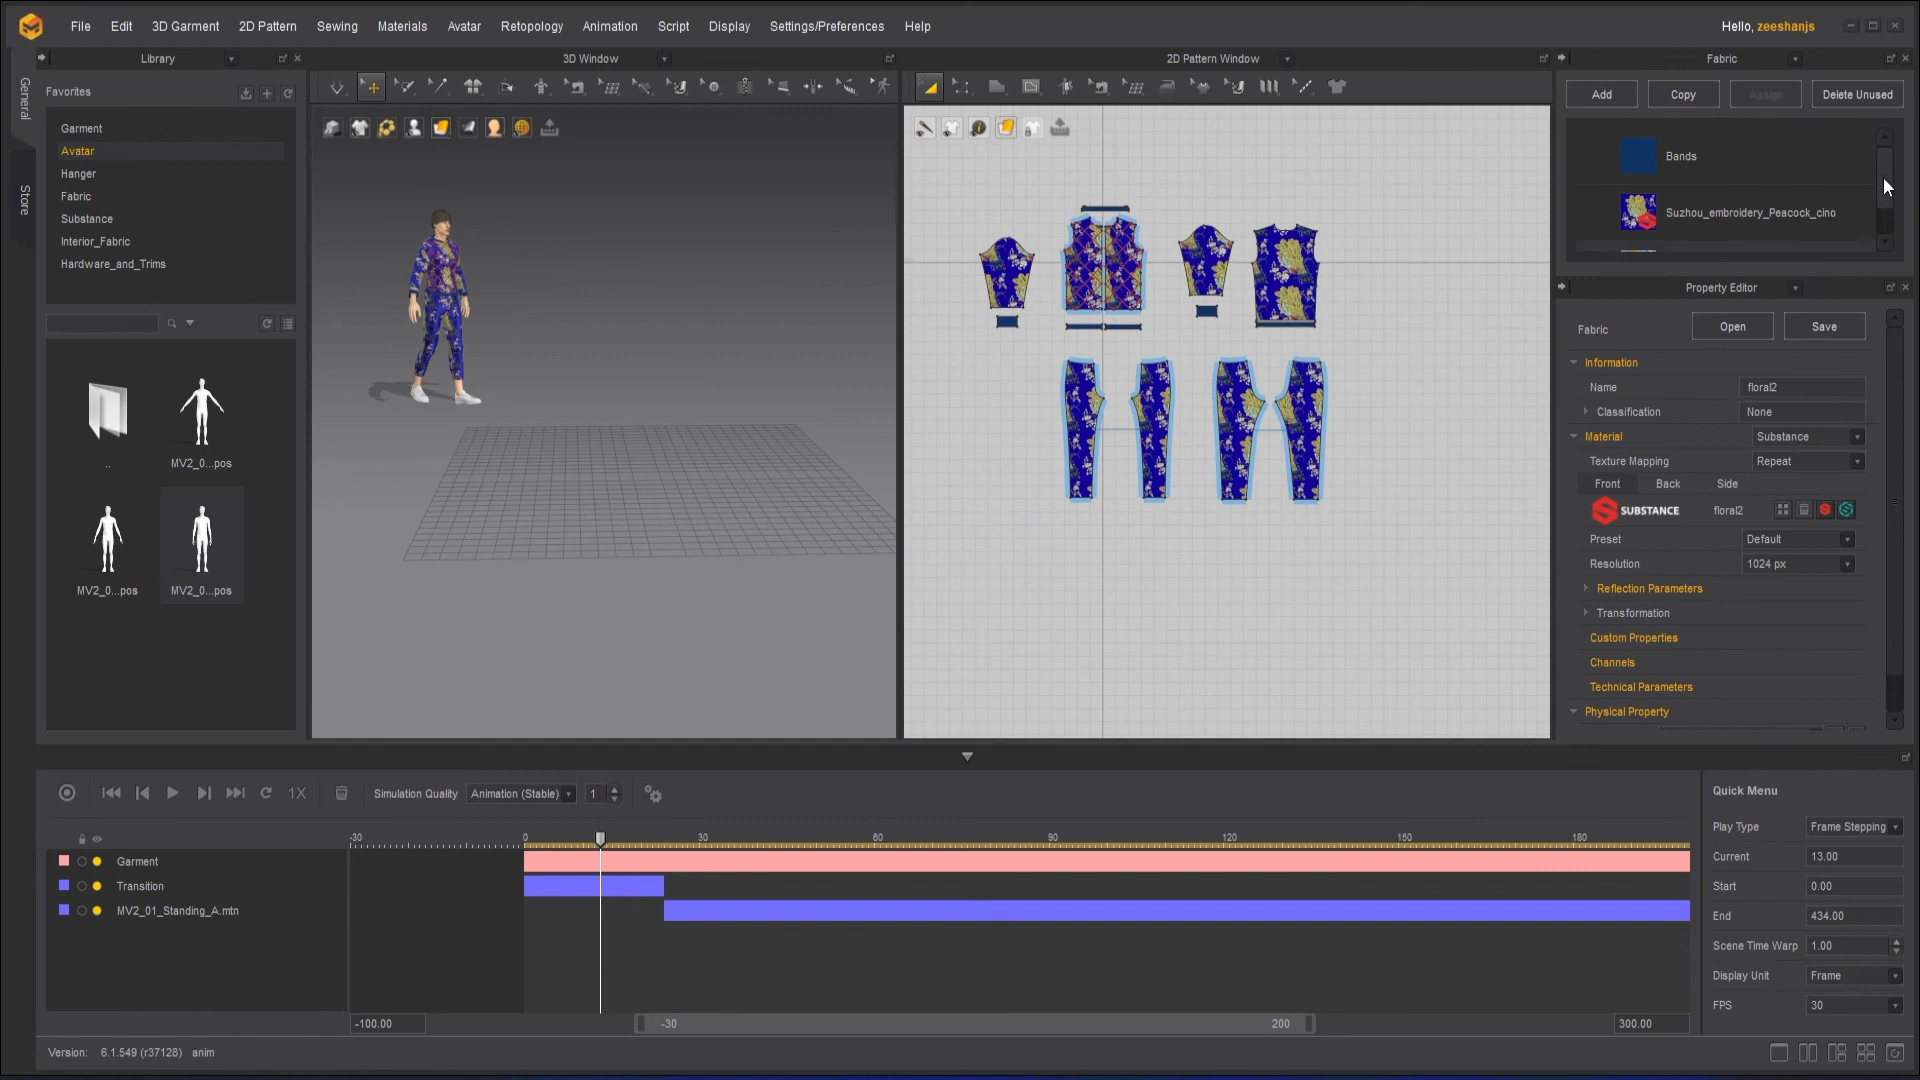 File Edit 3D Garment 2D Pattern Sewing Materials Avatar Retopology Animation Script Display Settings/Preferences Help
Hello, zeeshanjs
General
Store
Library
Favorites
Garment
Avatar
Hanger
Fabric
Substance
Interior_Fabric
Hardware_and_Trims
..
MV2_0...pos
MV2_0...pos
MV2_0...pos
3D Window
2D Pattern Window
Fabric
Add Copy Assign Delete Unused
Bands
Suzhou_embroidery_Peacock_cino
Property Editor
Fabric Open Save
Information
Name floral2
Classification None
Material Substance
Texture Mapping Repeat
Front Back Side
SUBSTANCE floral2
Preset Default
Resolution 1024 px
Reflection Parameters
Transformation
Custom Properties
Channels
Technical Parameters
Physical Property
1X Simulation Quality Animation (Stable) 1
-30 0 30 60 90 120 150 180
Garment
Transition
MV2_01_Standing_A.mtn
-100.00 -30 200 300.00
Quick Menu
Play Type Frame Stepping
Current 13.00
Start 0.00
End 434.00
Scene Time Warp 1.00
Display Unit Frame
FPS 30
Version: 6.1.549 (r37128) anim